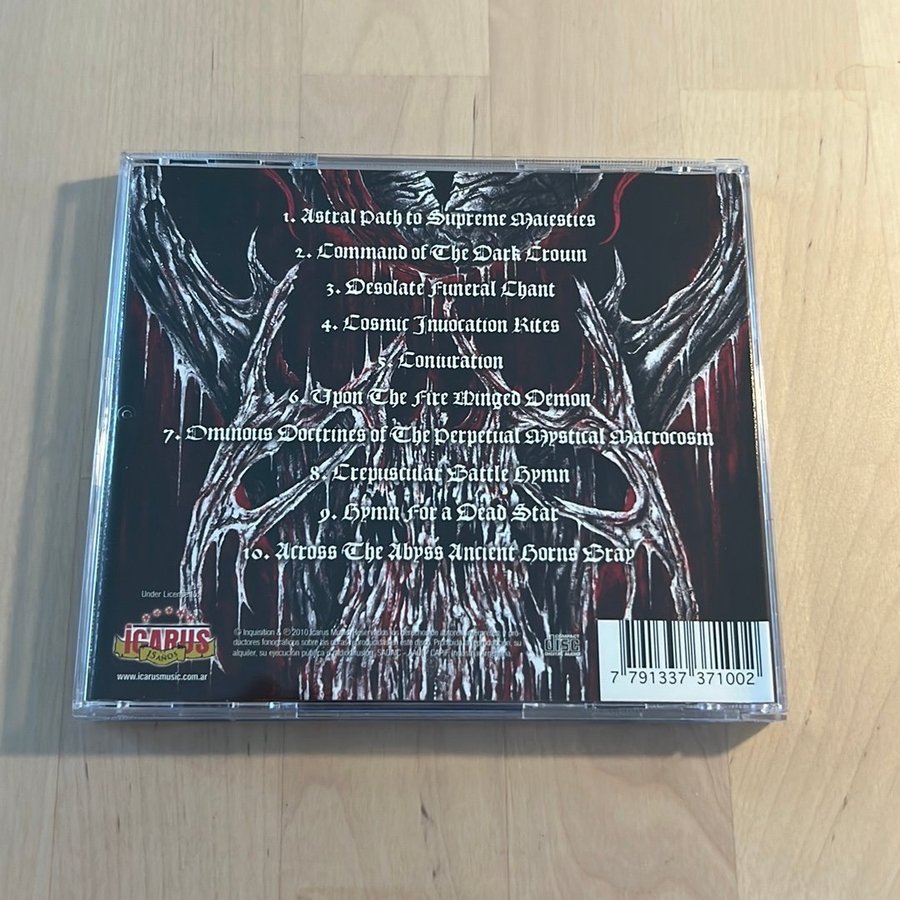 1. Astral Path to Supreme Majesties
2. Command of The Dark Crown
3. Desolate Funeral Chant
4. Cosmic Invocation Rites
5. Conjuration
6. Upon The Fire Winged Demon
7. Ominous Doctrines of The Perpetual Mystical Macrocosm
8. Crepuscular Battle Hymn
9. Hymn For a Dead Star
10. Across The Abyss Ancient Horns Bray
Under License to
ICARUS
15 AÑOS
www.icarusmusic.com.ar
© Inquisition & ℗ 2010 Icarus Music
COMPACT
DISC
DIGITAL AUDIO
7 791337 371002